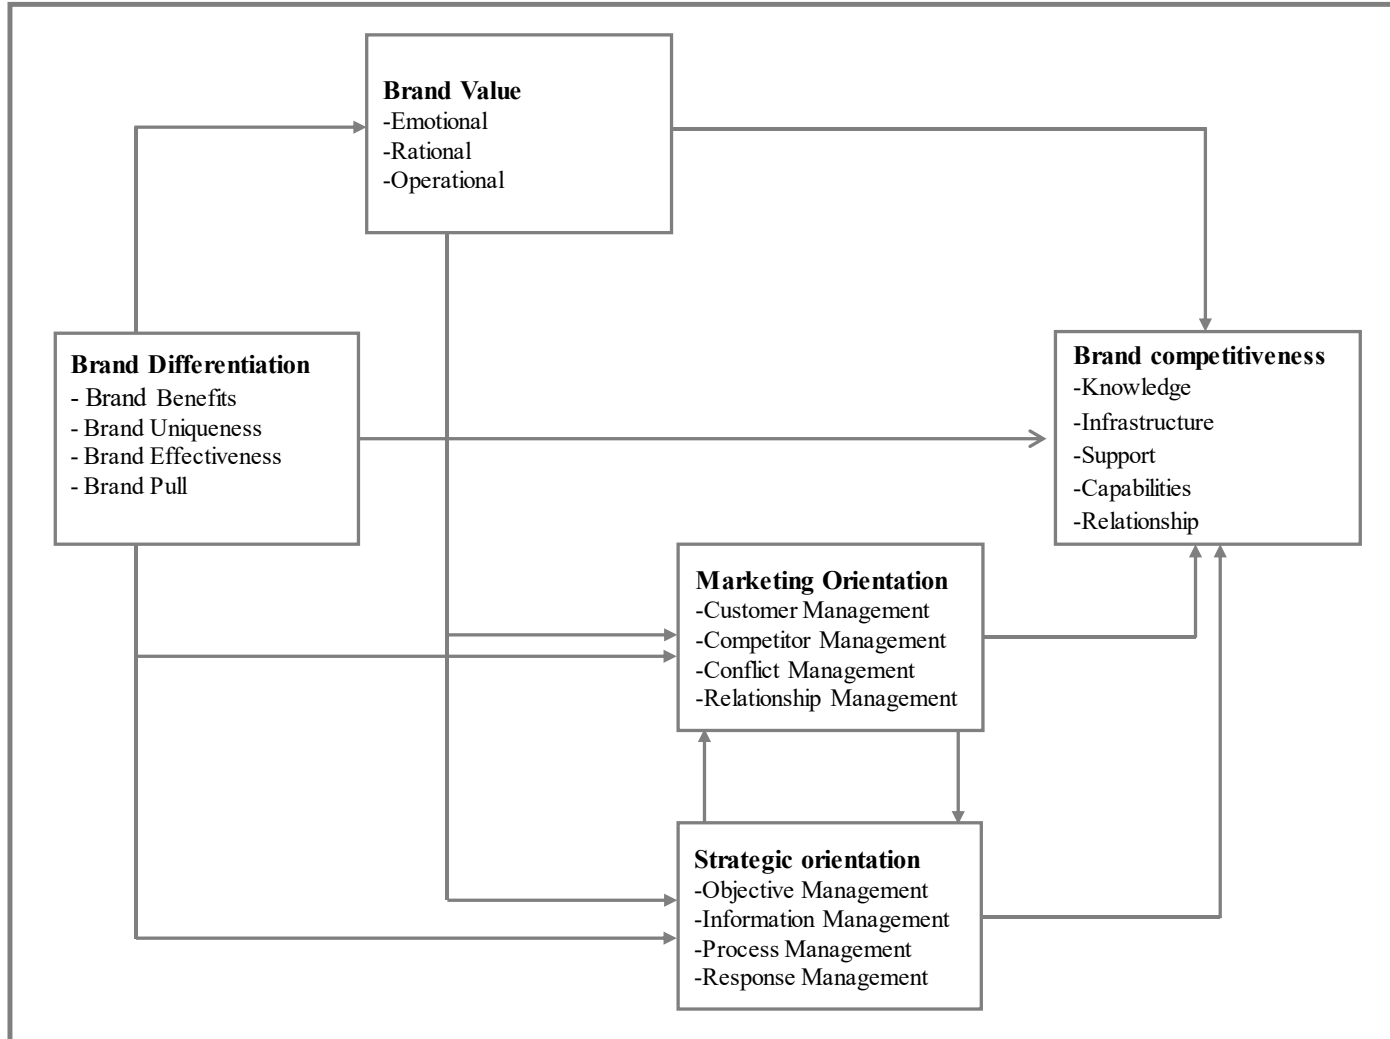 Brand Value
-Emotional
-Rational
-Operational
Brand Differentiation
- Brand Benefits
- Brand Uniqueness
- Brand Effectiveness
- Brand Pull
Brand competitiveness
-Knowledge
-Infrastructure
-Support
-Capabilities
-Relationship
Marketing Orientation
-Customer Management
-Competitor Management
-Conflict Management
-Relationship Management
Strategic orientation
-Objective Management
-Information Management
-Process Management
-Response Management